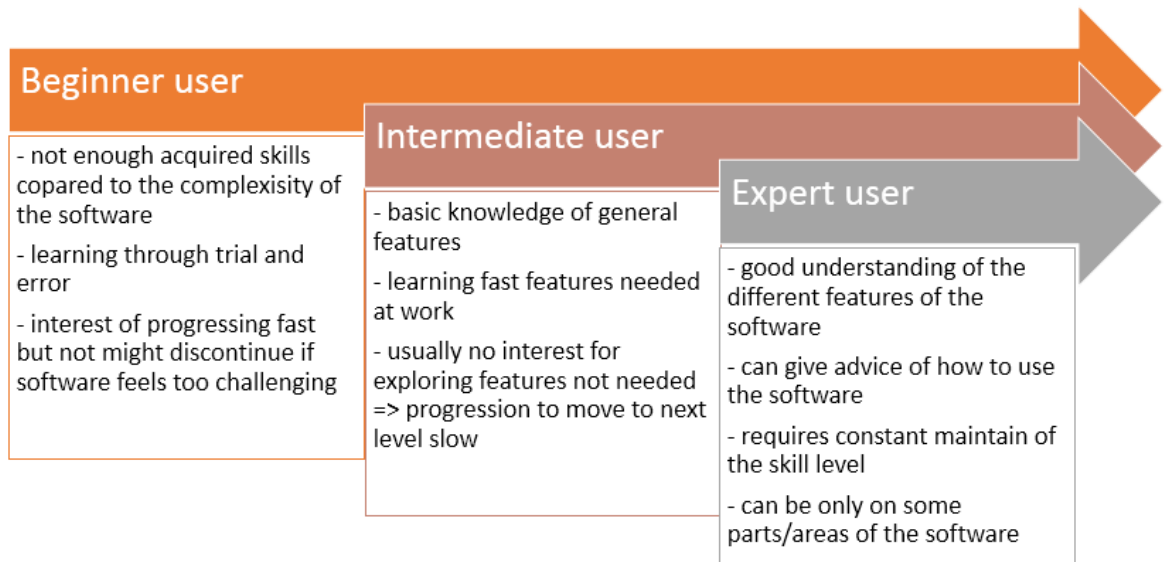 Beginner user
- not enough acquired skills
copared to the complexisity of
the software
- learning through trial and
error
- interest of progressing fast
but not might discontinue if
software feels too challenging
Intermediate user
- basic knowledge of general
features
- learning fast features needed
at work
- usually no interest for
exploring features not needed
=> progression to move to next
level slow
Expert user
- good understanding of the
different features of the
software
- can give advice of how to use
the software
- requires constant maintain of
the skill level
- can be only on some
parts/areas of the software